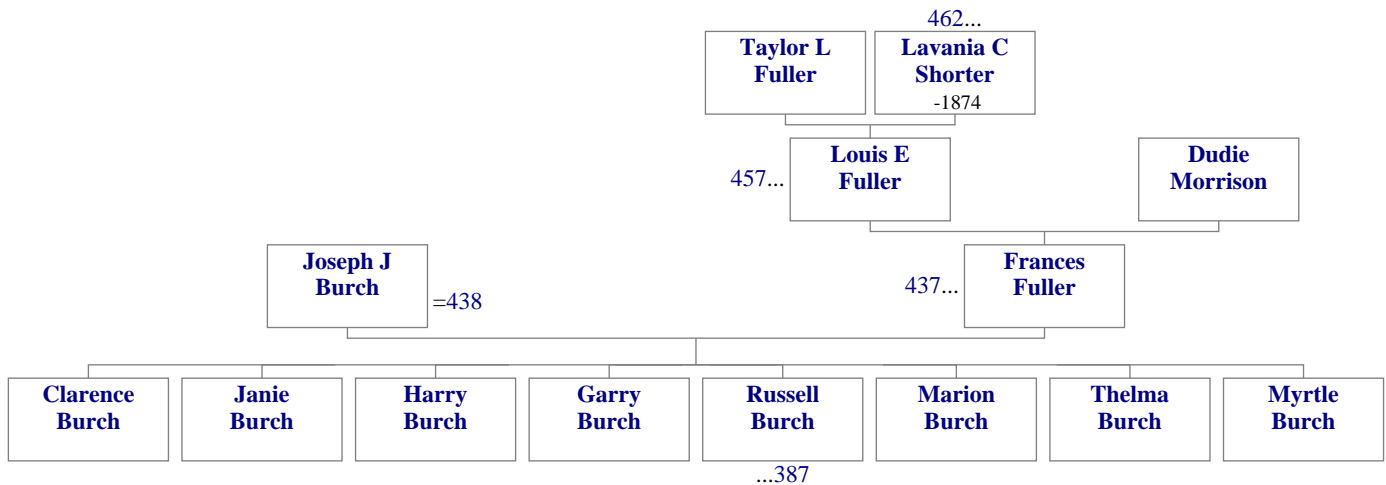 462...
Taylor L
Fuller
Lavania C
Shorter
-1874
457...
Louis E
Fuller
Dudie
Morrison
Joseph J
Burch
=438
437...
Frances
Fuller
Clarence
Burch
Janie
Burch
Harry
Burch
Garry
Burch
Russell
Burch
Marion
Burch
Thelma
Burch
Myrtle
Burch
...387